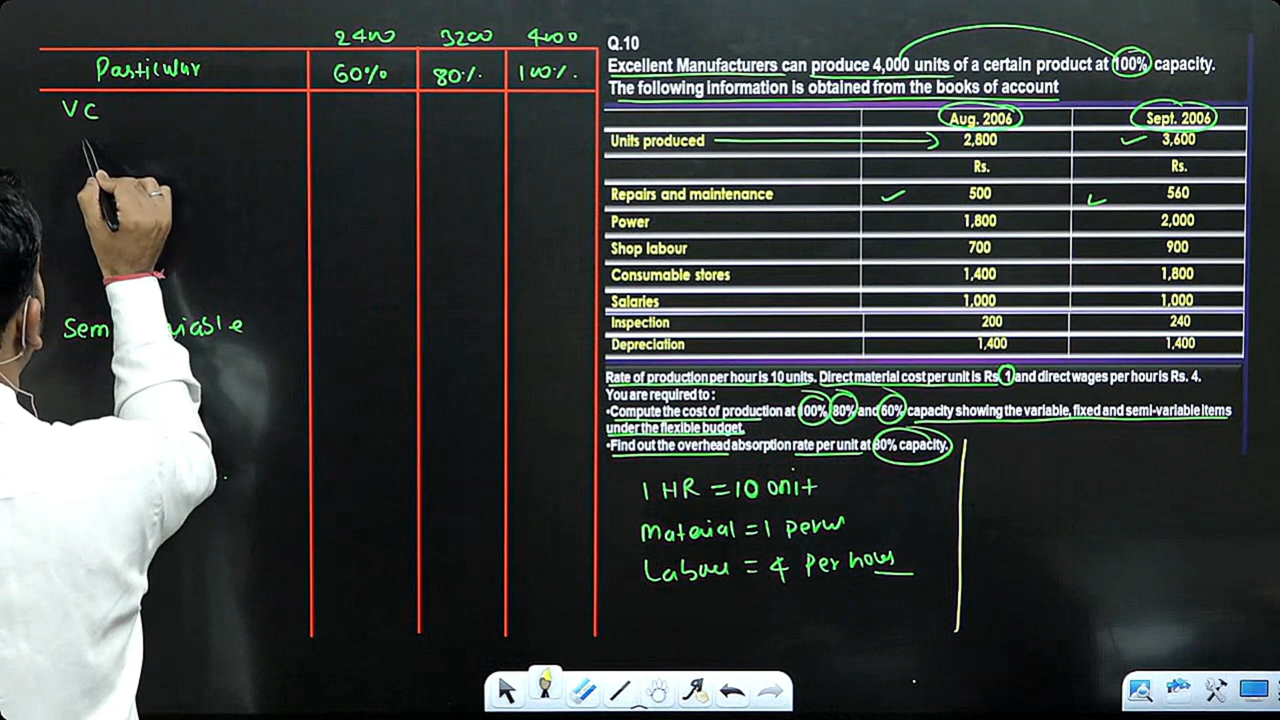 2400 3200 4000
Particular 60% 80% 100%
VC
Q.10
Excellent Manufacturers can produce 4,000 units of a certain product at 100% capacity.
The following information is obtained from the books of account
Aug. 2006 Sept. 2006
Units produced 2,800 3,600
Rs. Rs.
Repairs and maintenance 500 560
Power 1,800 2,000
Shop labour 700 900
Consumable stores 1,400 1,800
Salaries 1,000 1,000
Inspection 200 240
Depreciation 1,400 1,400
Rate of production per hour is 10 units. Direct material cost per unit is Rs. 1 and direct wages per hour is Rs. 4.
You are required to :
•Compute the cost of production at 100%, 80% and 60% capacity showing the variable, fixed and semi-variable items
under the flexible budget.
•Find out the overhead absorption rate per unit at 80% capacity.
1 HR = 10 unit
Material = 1 per
Labour = 4 Per hour